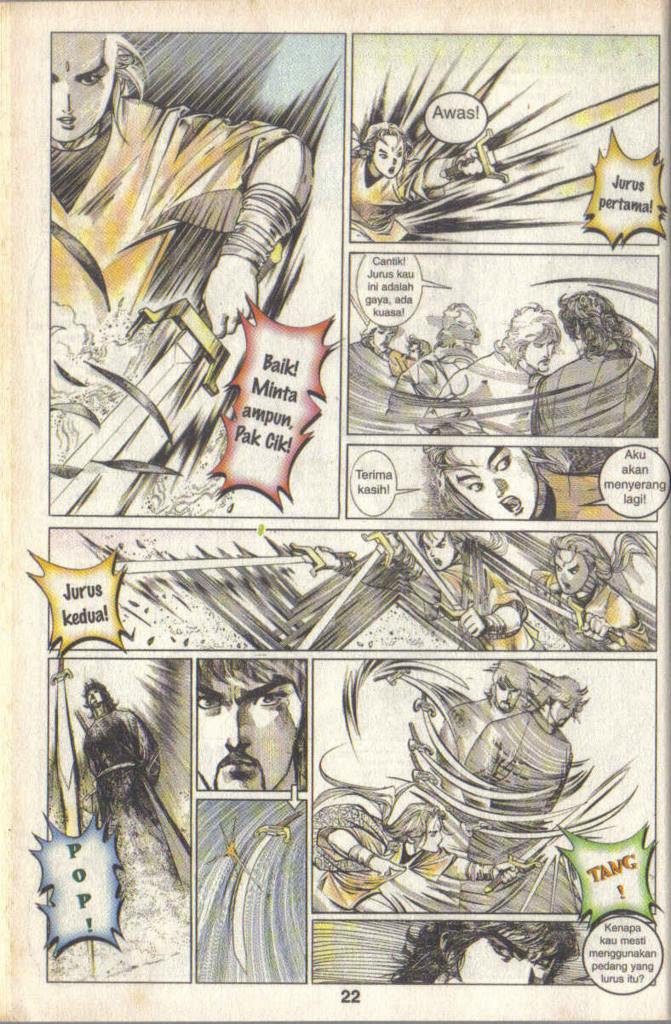 Baik!
Minta
ampun,
Pak Cik!
Awas!
Jurus
pertama!
Cantik!
Jurus kau
ini adalah
gaya, ada
kuasa!
Terima
kasih!
Aku
akan
menyerang
lagi!
Jurus
kedua!
POP!
TANG
!
Kenapa
kau mesti
menggunakan
pedang yang
lurus itu?
22